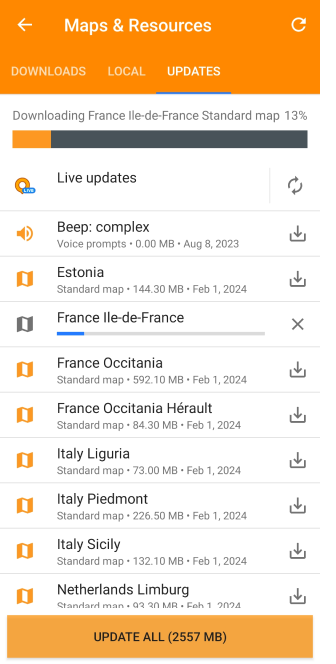 Maps & Resources
DOWNLOADS LOCAL UPDATES
Downloading France Ile-de-France Standard map 13%
LIVE
Live updates
Beep: complex
Voice prompts • 0.00 MB • Aug 8, 2023
Estonia
Standard map • 144.30 MB • Feb 1, 2024
France Ile-de-France
France Occitania
Standard map • 592.10 MB • Feb 1, 2024
France Occitania Hérault
Standard map • 84.30 MB • Feb 1, 2024
Italy Liguria
Standard map • 73.00 MB • Feb 1, 2024
Italy Piedmont
Standard map • 226.50 MB • Feb 1, 2024
Italy Sicily
Standard map • 132.10 MB • Feb 1, 2024
Netherlands Limburg
Standard map • 93.30 MB • Feb 1, 2024
UPDATE ALL (2557 MB)